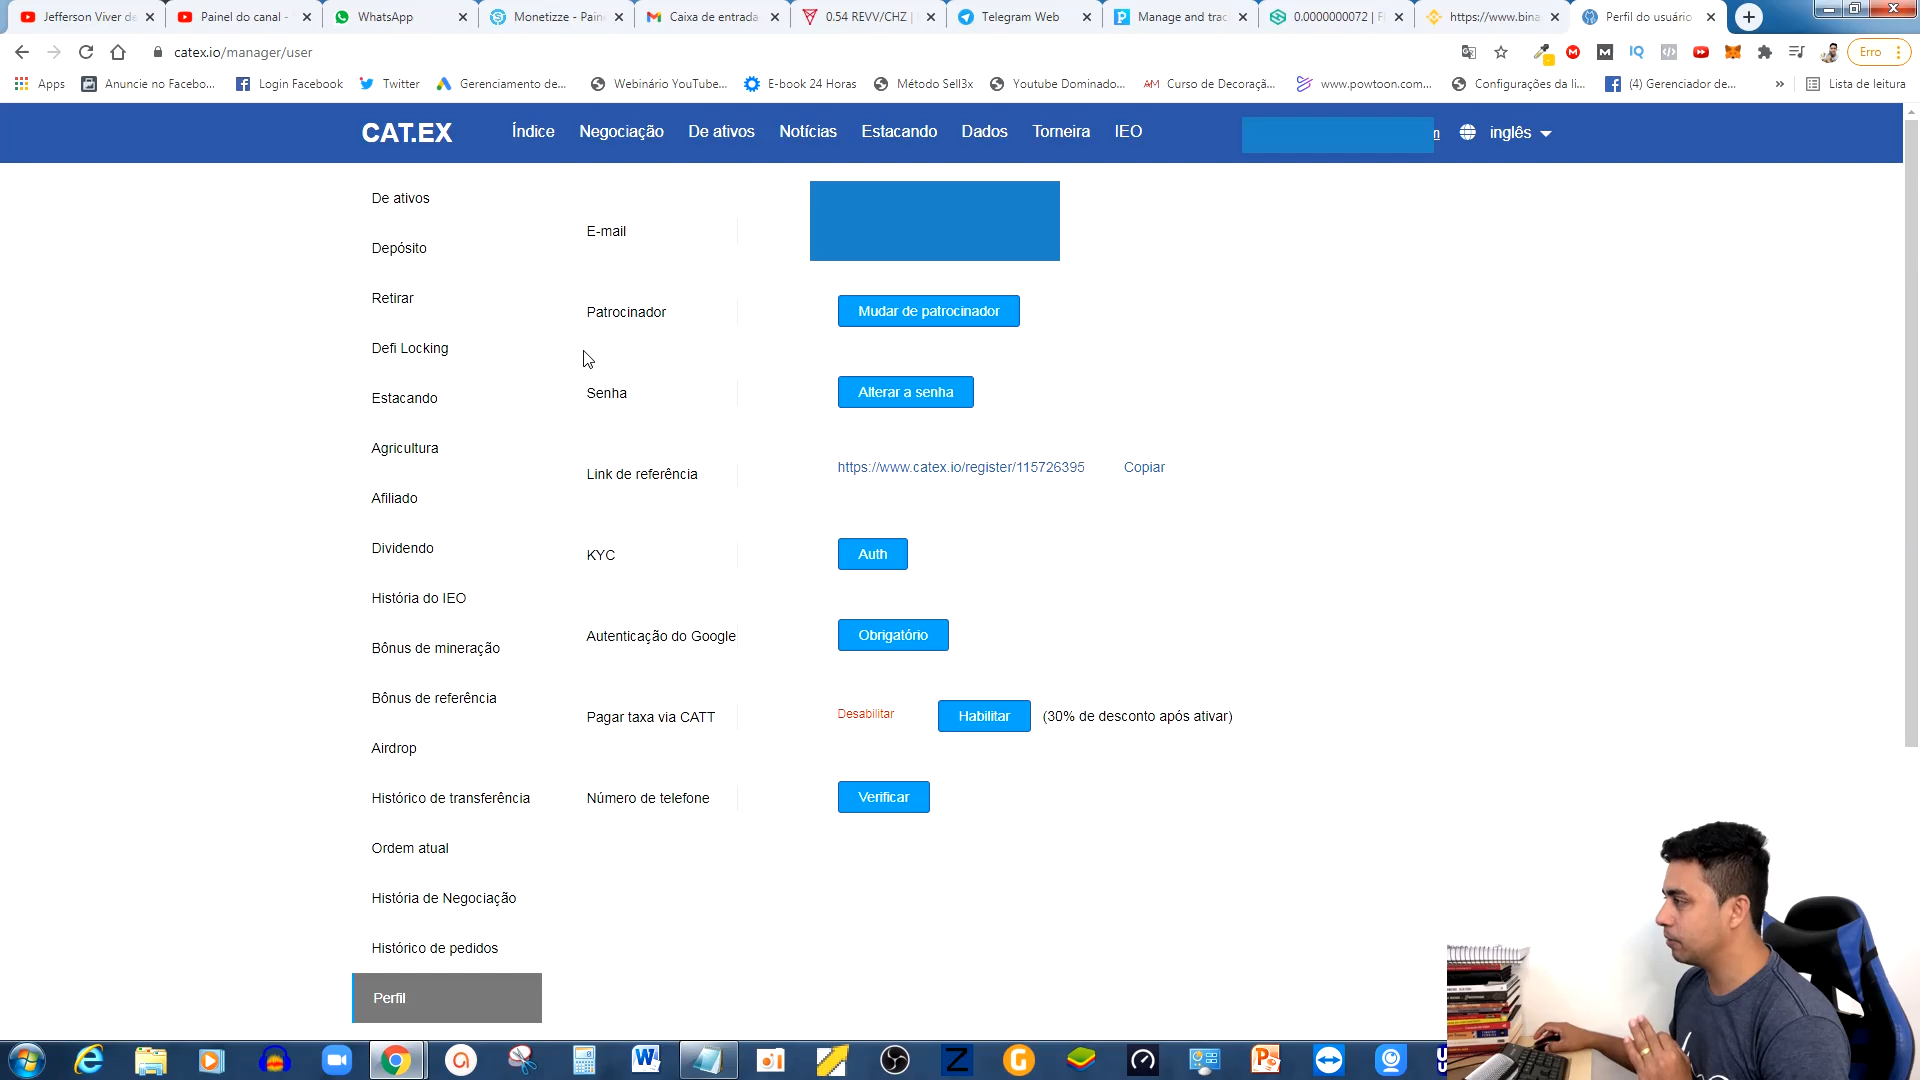 Jefferson Viver de
Painel do canal -
WhatsApp
Monetizze - Pain
Caixa de entrada
0.54 REVV/CHZ |
Telegram Web
Manage and trac
0.0000000072 | F
https://www.bina
Perfil do usuário
catex.io/manager/user
Erro
Apps
Anuncie no Facebo...
Login Facebook
Twitter
Gerenciamento de...
Webinário YouTube...
E-book 24 Horas
Método Sell3x
Youtube Dominado...
AM Curso de Decoraçã...
www.powtoon.com...
Configurações da li...
(4) Gerenciador de...
»
Lista de leitura
CAT.EX
Índice
Negociação
De ativos
Notícias
Estacando
Dados
Torneira
IEO
inglês
De ativos
Depósito
Retirar
Defi Locking
Estacando
Agricultura
Afiliado
Dividendo
História do IEO
Bônus de mineração
Bônus de referência
Airdrop
Histórico de transferência
Ordem atual
História de Negociação
Histórico de pedidos
Perfil
E-mail
Patrocinador
Mudar de patrocinador
Senha
Alterar a senha
Link de referência
https://www.catex.io/register/115726395
Copiar
KYC
Auth
Autenticação do Google
Obrigatório
Pagar taxa via CATT
Desabilitar
Habilitar
(30% de desconto após ativar)
Número de telefone
Verificar